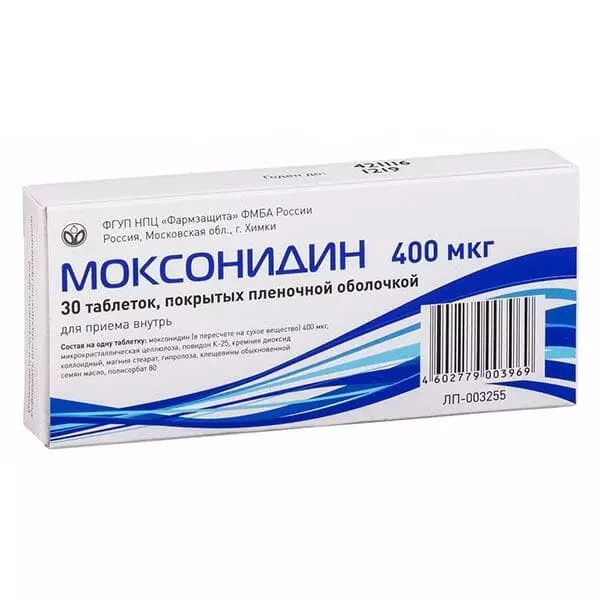 Годен до:
421116
1219
ФГУП НПЦ «Фармзащита» ФМБА России
Россия, Московская обл., г. Химки
МОКСОНИДИН 400 мкг
30 таблеток, покрытых пленочной оболочкой
для приема внутрь
Состав на одну таблетку: моксонидин (в пересчете на сухое вещество) 400 мкг,
микрокристаллическая целлюлоза, повидон К-25, кремния диоксид
коллоидный, магния стеарат, гипролоза, клещевины обыкновенной
семян масло, полисорбат 80
4 602779 003969
ЛП-003255